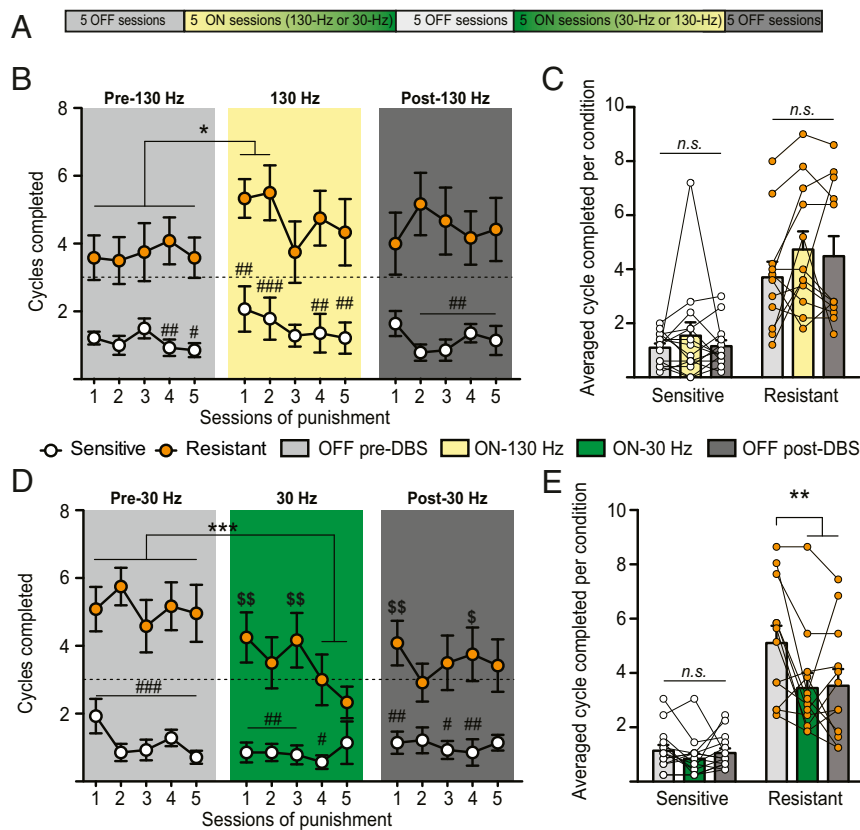 A
5 OFF sessions 5 ON sessions (130-Hz or 30-Hz) 5 OFF sessions 5 ON sessions (30-Hz or 130-Hz) 5 OFF sessions
B
Pre-130 Hz 130 Hz Post-130 Hz
8
6
4
2
Cycles completed
*
## ### ## ##
## #
##
1 2 3 4 5 1 2 3 4 5 1 2 3 4 5
Sessions of punishment
C
10
8
6
4
2
Averaged cycle completed per condition
n.s. n.s.
Sensitive Resistant
Sensitive Resistant OFF pre-DBS ON-130 Hz ON-30 Hz OFF post-DBS
D
Pre-30 Hz 30 Hz Post-30 Hz
8
6
4
2
Cycles completed
***
$$ $$ $$ $
###
## #
## # ##
1 2 3 4 5 1 2 3 4 5 1 2 3 4 5
Sessions of punishment
E
10
8
6
4
2
Averaged cycle completed per condition
**
n.s.
Sensitive Resistant